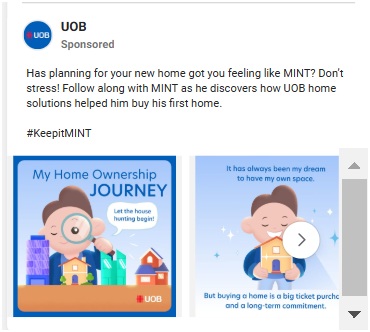 UOB
UOB
Sponsored
Has planning for your new home got you feeling like MINT? Don't
stress! Follow along with MINT as he discovers how UOB home
solutions helped him buy his first home.
#KeepitMINT
My Home Ownership
JOURNEY
Let the house
hunting begin!
UOB
It has always been my dream
to have my own space.
But buying a home is a big ticket
and a long-term commitment.